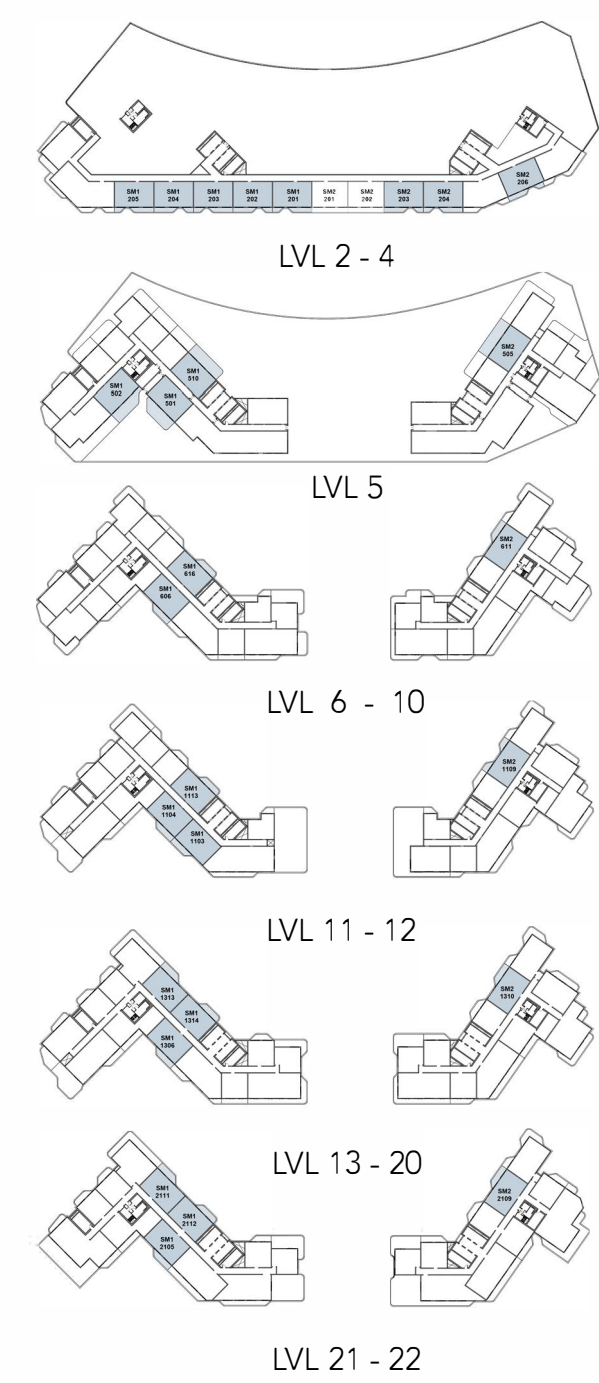 SM1
205
SM1
204
SM1
203
SM1
202
SM1
201
SM2
201
SM2
202
SM2
203
SM2
204
SM2
206
LVL 2 - 4
SM1
502
SM1
501
SM1
510
SM2
505
LVL 5
SM1
616
SM1
606
SM2
611
LVL 6 - 10
SM1
1113
SM1
1104
SM1
1103
SM2
1109
LVL 11 - 12
SM1
1313
SM1
1314
SM1
1306
SM2
1310
LVL 13 - 20
SM1
2111
SM1
2112
SM1
2105
SM2
2109
LVL 21 - 22